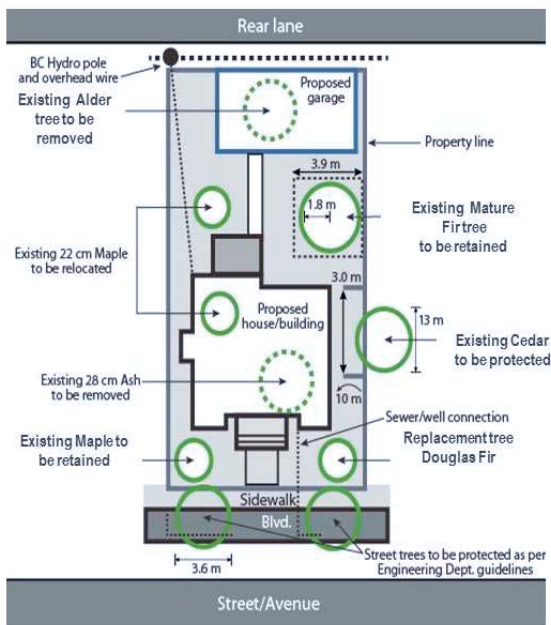 Rear lane
BC Hydro pole
and overhead wire
Proposed
garage
Existing Alder
tree to be
removed
Property line
3.9 m
1.8 m
Existing Mature
Fir tree
to be retained
Existing 22 cm Maple
to be relocated
3.0 m
Proposed
house/building
13 m
Existing Cedar
to be protected
Existing 28 cm Ash
to be removed
10 m
Sewer/well connection
Existing Maple to
be retained
Replacement tree
Douglas Fir
Sidewalk
Blvd.
Street trees to be protected as per
Engineering Dept. guidelines
3.6 m
Street/Avenue